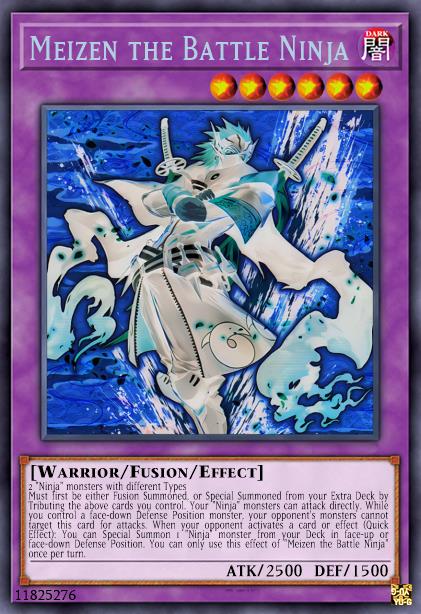 MEIZEN THE BATTLE NINJA
DARK
闇
[WARRIOR/FUSION/EFFECT]
2 "Ninja" monsters with different Types
Must first be either Fusion Summoned, or Special Summoned from your Extra Deck by
Tributing the above cards you control. Your "Ninja" monsters can attack directly. While
you control a face-down Defense Position monster, your opponent's monsters cannot
target this card for attacks. When your opponent activates a card or effect (Quick
Effect): You can Special Summon 1 "Ninja" monster from your Deck in face-up or
face-down Defense Position. You can only use this effect of "Meizen the Battle Ninja"
once per turn.
ATK/2500 DEF/1500
11825276